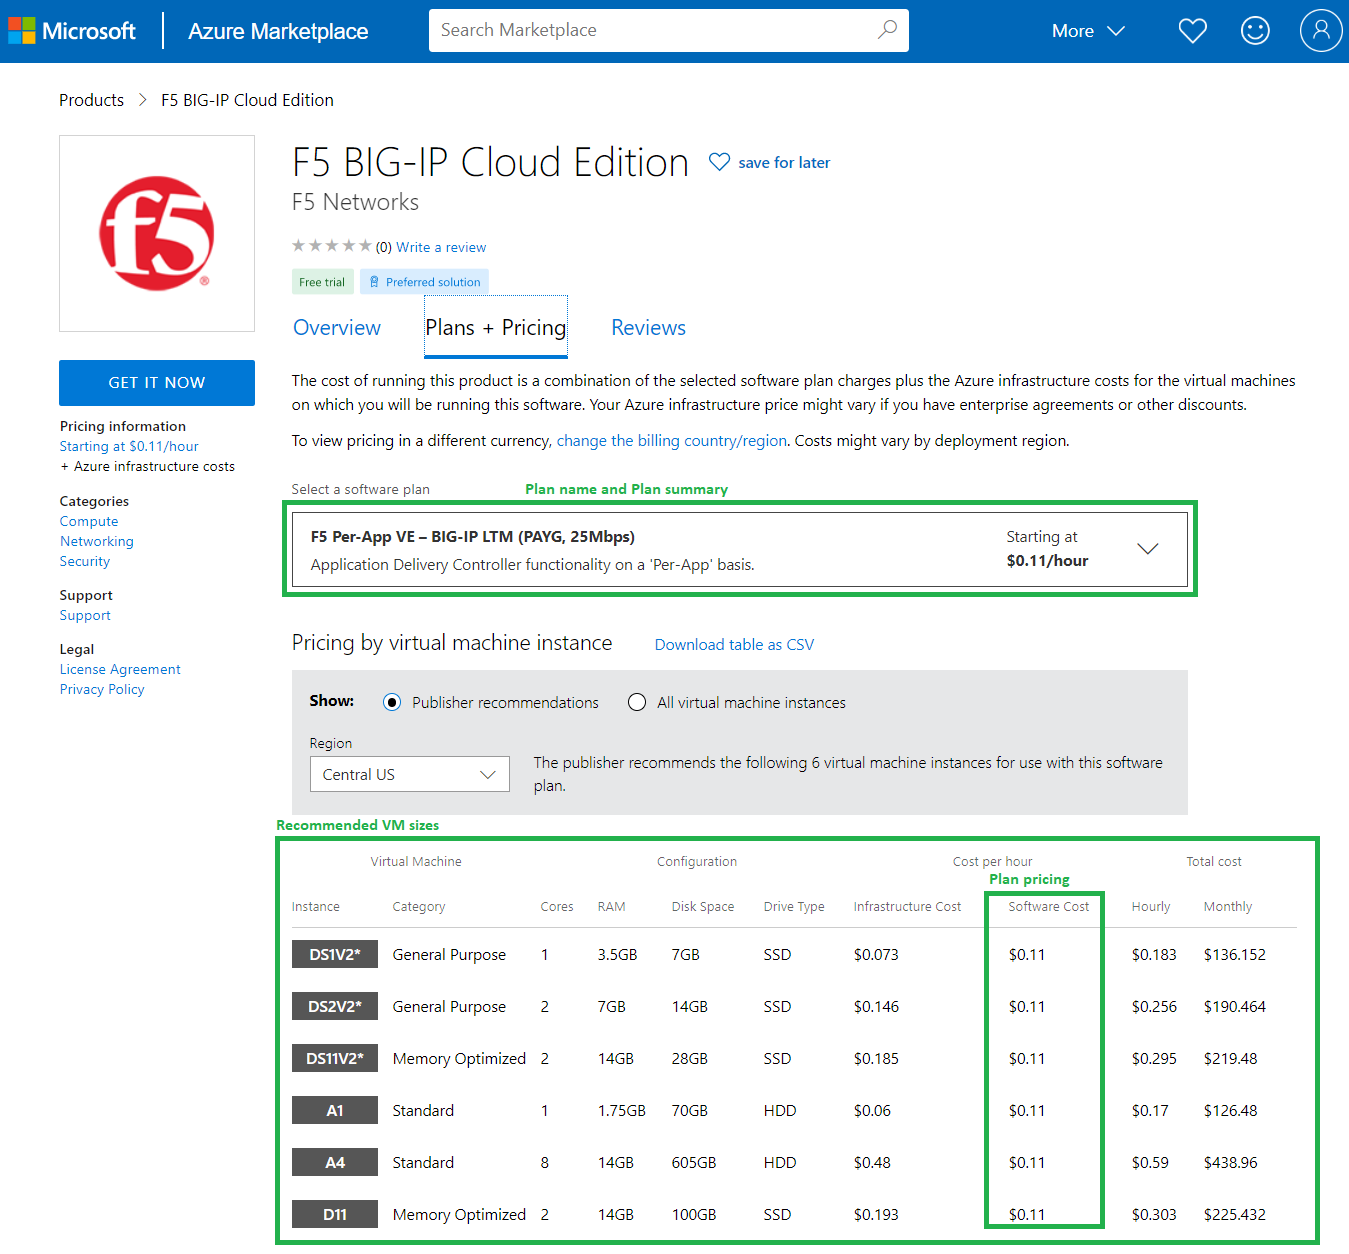 Microsoft
Azure Marketplace
Search Marketplace
More
Products > F5 BIG-IP Cloud Edition
f5
®
F5 BIG-IP Cloud Edition
save for later
F5 Networks
(0) Write a review
Free trial
Preferred solution
Overview
Plans + Pricing
Reviews
GET IT NOW
Pricing information
Starting at $0.11/hour
+ Azure infrastructure costs
Categories
Compute
Networking
Security
Support
Support
Legal
License Agreement
Privacy Policy
The cost of running this product is a combination of the selected software plan charges plus the Azure infrastructure costs for the virtual machines
on which you will be running this software. Your Azure infrastructure price might vary if you have enterprise agreements or other discounts.
To view pricing in a different currency, change the billing country/region. Costs might vary by deployment region.
Select a software plan
Plan name and Plan summary
F5 Per-App VE – BIG-IP LTM (PAYG, 25Mbps)
Application Delivery Controller functionality on a 'Per-App' basis.
Starting at
$0.11/hour
Pricing by virtual machine instance
Download table as CSV
Show: Publisher recommendations All virtual machine instances
Region
Central US
The publisher recommends the following 6 virtual machine instances for use with this software
plan.
Recommended VM sizes
Virtual Machine Configuration Cost per hour Total cost
Plan pricing
Instance Category Cores RAM Disk Space Drive Type Infrastructure Cost Software Cost Hourly Monthly
DS1V2* General Purpose 1 3.5GB 7GB SSD $0.073 $0.11 $0.183 $136.152
DS2V2* General Purpose 2 7GB 14GB SSD $0.146 $0.11 $0.256 $190.464
DS11V2* Memory Optimized 2 14GB 28GB SSD $0.185 $0.11 $0.295 $219.48
A1 Standard 1 1.75GB 70GB HDD $0.06 $0.11 $0.17 $126.48
A4 Standard 8 14GB 605GB HDD $0.48 $0.11 $0.59 $438.96
D11 Memory Optimized 2 14GB 100GB SSD $0.193 $0.11 $0.303 $225.432